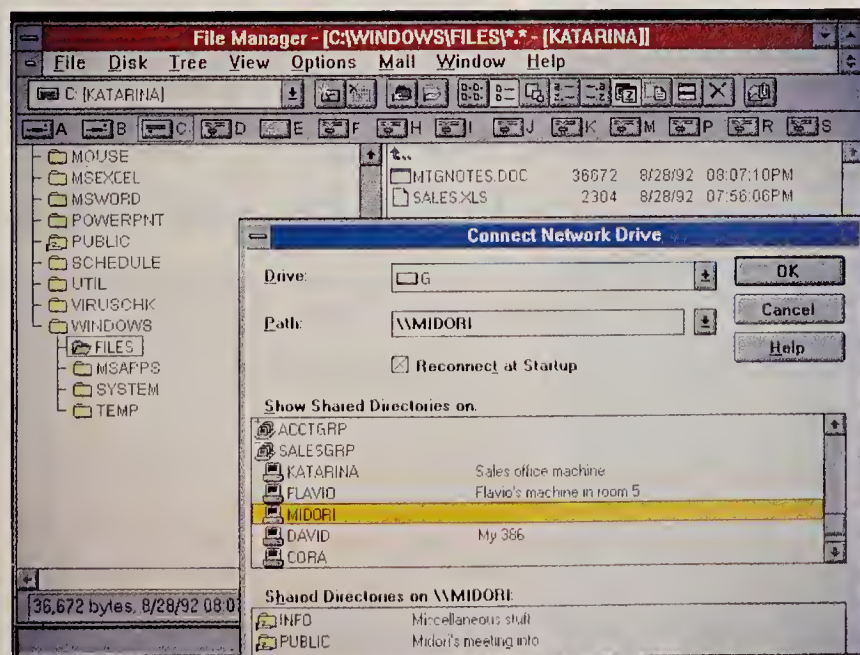 File Manager - [C:\WINDOWS\FILES\*.* - [KATARINA]]
File Disk Tree View Options Mail Window Help
C: [KATARINA]
A B C D E F H I J K M P R S
MOUSE
MSEXCEL
MSWORD
POWERPNT
PUBLIC
SCHEDULE
UTIL
VIRUSCHK
WINDOWS
FILES
MSAPPS
SYSTEM
TEMP
..
MTGNOTES.DOC 36672 8/28/92 08:07:10PM
SALES.XLS 2304 8/28/92 07:56:06PM
Connect Network Drive
Drive: G
Path: \\MIDORI
Reconnect at Startup
OK
Cancel
Help
Show Shared Directories on:
ACCTGRP
SALESGRP
KATARINA Sales office machine
FLAVIO Flavio's machine in room 5
MIDORI
DAVID My 386
CORA
Shared Directories on \\MIDORI:
INFO Miscellaneous stuff
PUBLIC Midori's meeting info
36,672 bytes, 8/28/92 08:0